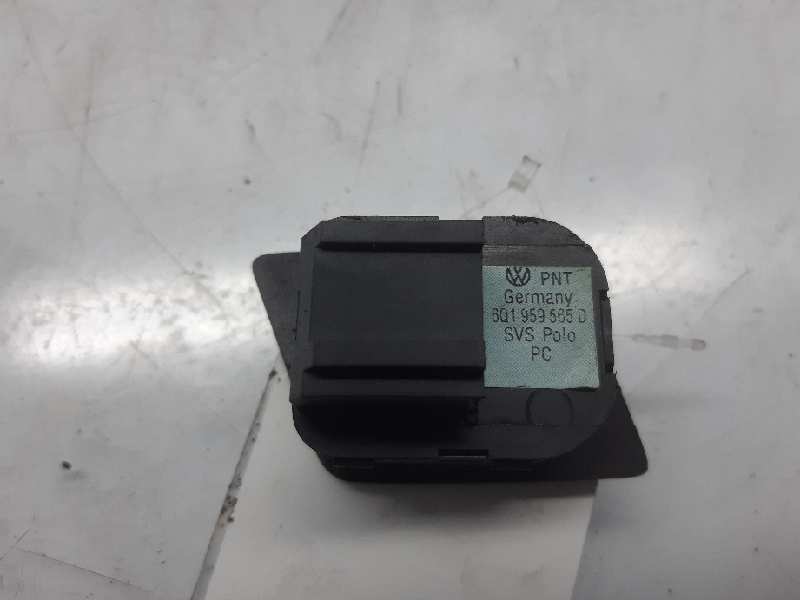 PNT
Germany
6Q1 959 565 D
SVS Polo
PC